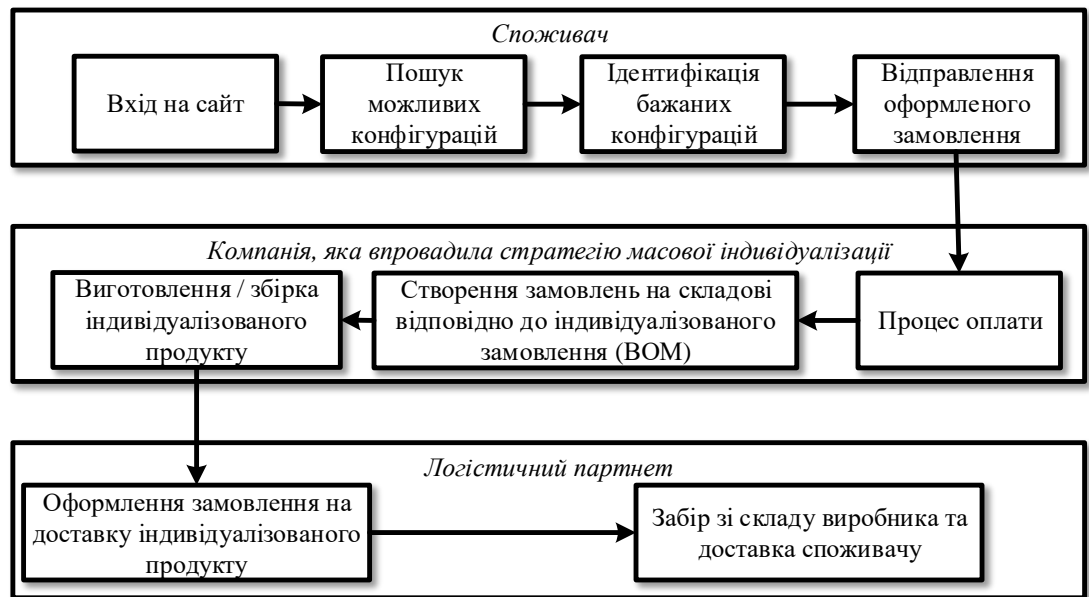 Споживач
Вхід на сайт
Пошук
можливих
конфігурацій
Ідентифікація
бажаних
конфігурацій
Відправлення
оформленого
замовлення
Компанія, яка впровадила стратегію масової індивідуалізації
Виготовлення / збірка
індивідуалізованого
продукту
Створення замовлень на складові
відповідно до індивідуалізованого
замовлення (ВОМ)
Процес оплати
Логістичний партнет
Оформлення замовлення на
доставку індивідуалізованого
продукту
Забір зі складу виробника та
доставка споживачу